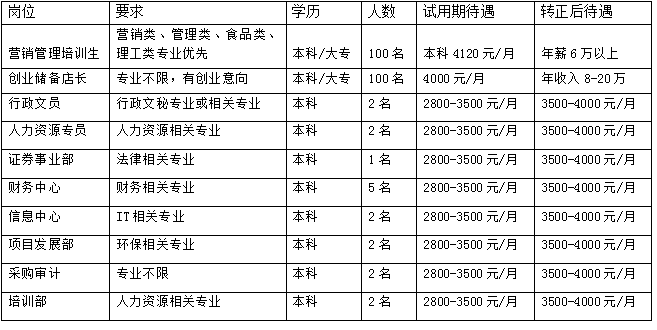 岗位 要求 学历 人数 试用期待遇 转正后待遇
营销管理培训生 营销类、管理类、食品类、理工类专业优先 本科/大专 100名 本科4120元/月 年薪6万以上
创业储备店长 专业不限，有创业意向 本科/大专 100名 4000元/月 年收入8-20万
行政文员 行政文秘专业或相关专业 本科 2名 2800-3500元/月 3500-4000元/月
人力资源专员 人力资源相关专业 本科 2名 2800-3500元/月 3500-4000元/月
证券事业部 法律相关专业 本科 1名 2800-3500元/月 3500-4000元/月
财务中心 财务相关专业 本科 5名 2800-3500元/月 3500-4000元/月
信息中心 IT相关专业 本科 2名 2800-3500元/月 3500-4000元/月
项目发展部 环保相关专业 本科 2名 2800-3500元/月 3500-4000元/月
采购审计 专业不限 本科 2名 2800-3500元/月 3500-4000元/月
培训部 人力资源相关专业 本科 2名 2800-3500元/月 3500-4000元/月